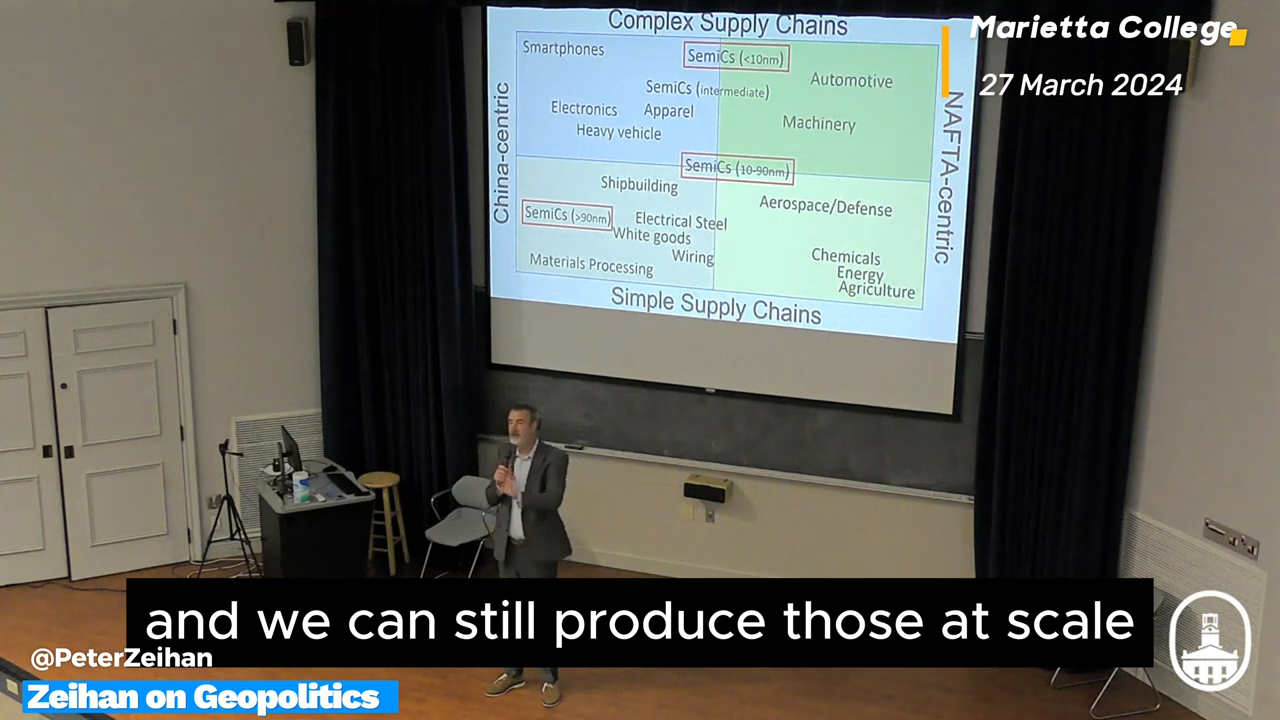 Complex Supply Chains
Smartphones
SemiCs (<10nm)
SemiCs (intermediate)
Automotive
Electronics
Apparel
Machinery
Heavy vehicle
SemiCs (10-90nm)
Shipbuilding
Aerospace/Defense
SemiCs (>90nm)
Electrical Steel
White goods
Wiring
Chemicals
Energy
Materials Processing
Agriculture
Simple Supply Chains
China-centric
NAFTA-centric
Marietta College
27 March 2024
and we can still produce those at scale
@PeterZeihan
Zeihan on Geopolitics